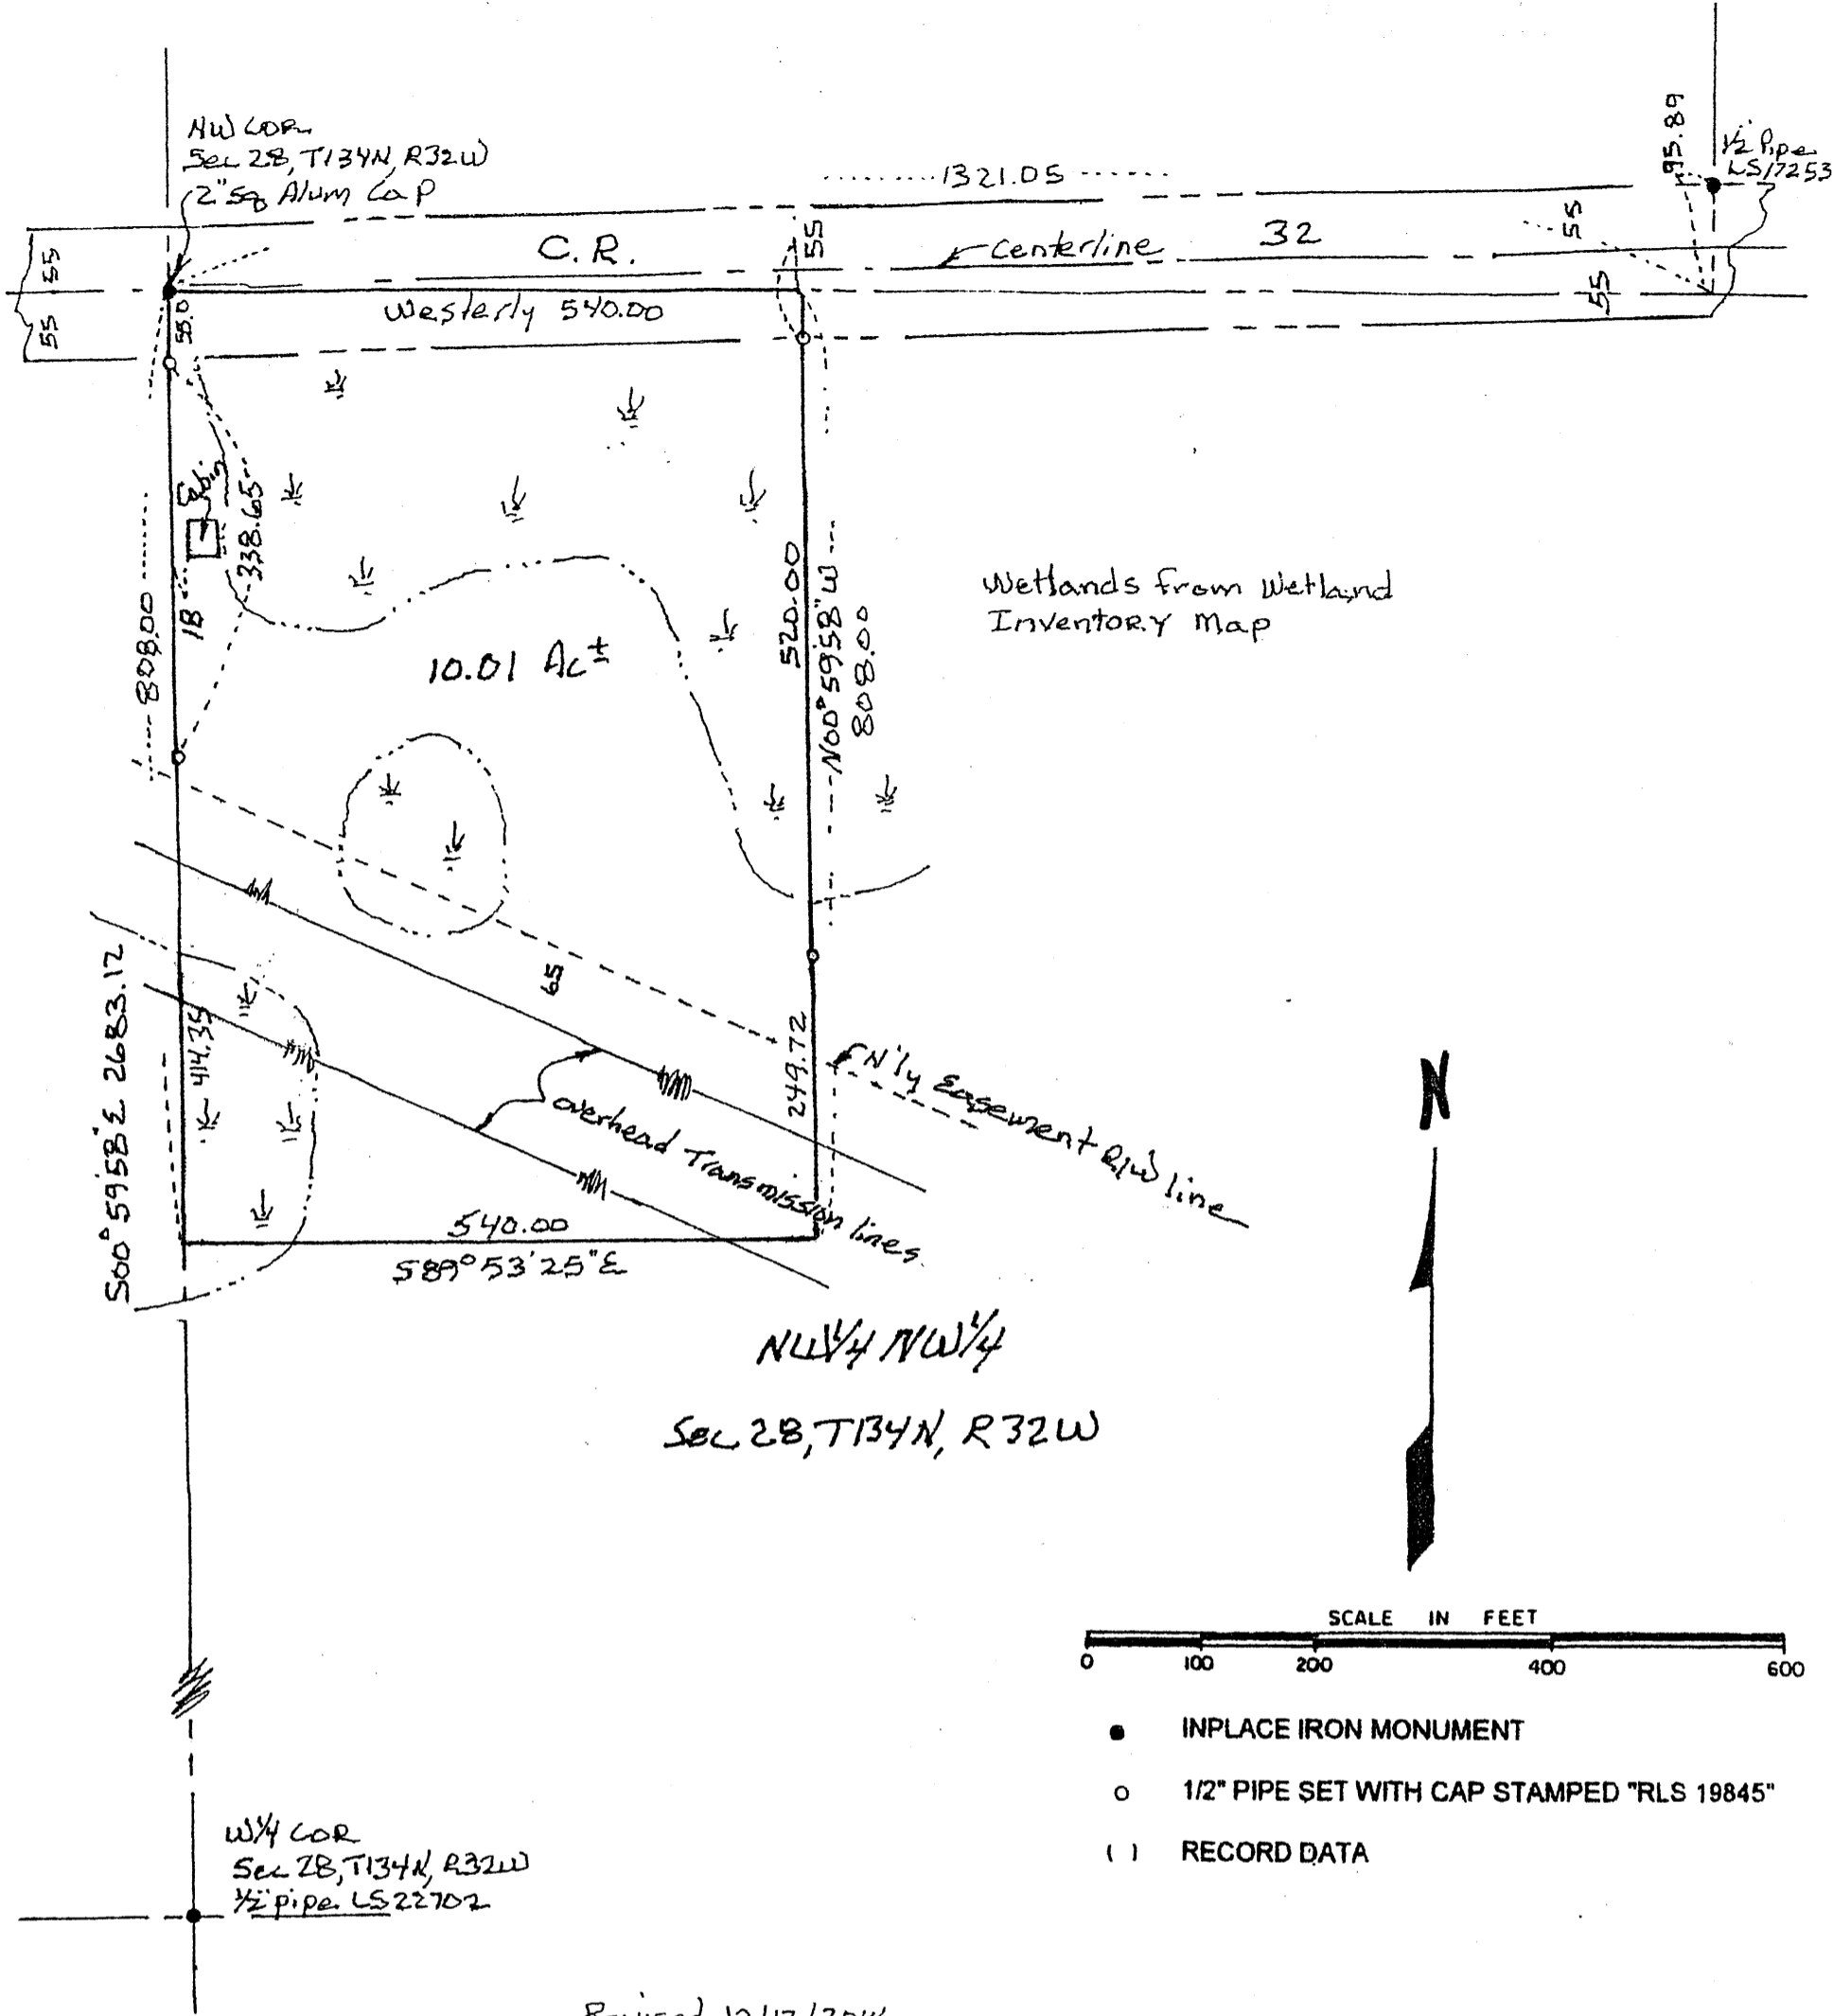 NW COR
Sec 28, T134N, R32W
2"sq Alum Cap
1321.05
95.89
1/2" Pipe
LS17253
55
55
C.R.
55
Centerline
32
55
55
55.0
Westerly 540.00
Cabin
338.65
18
808.00
520.00
N00°59'58"W
808.00
Wetlands from Wetland
Inventory Map
10.01 Ac±
65
S00°59'58"E 2683.12
414.35
249.72
N'ly Easement R/W line
overhead Transmission lines
540.00
S89°53'25"E
N
NW1/4 NW1/4
Sec 28, T134N, R32W
SCALE IN FEET
0 100 200 400 600
INPLACE IRON MONUMENT
1/2" PIPE SET WITH CAP STAMPED "RLS 19845"
( ) RECORD DATA
W1/4 COR
Sec 28, T134N, R32W
1/2" pipe LS22702
Revised